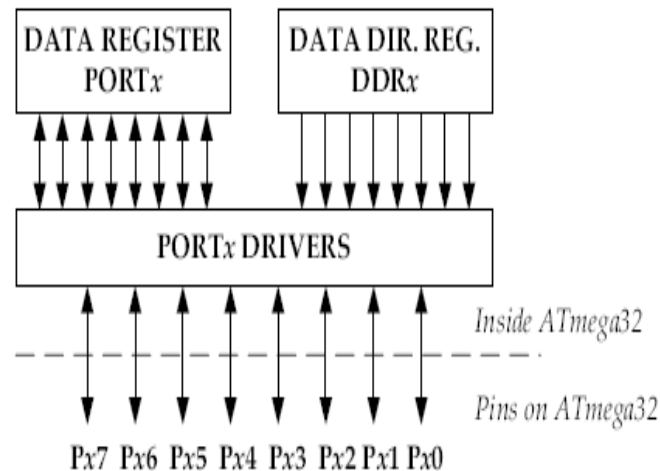 DATA REGISTER
PORTx
DATA DIR. REG.
DDRx
PORTx DRIVERS
Inside ATmega32
Pins on ATmega32
Px7 Px6 Px5 Px4 Px3 Px2 Px1 Px0